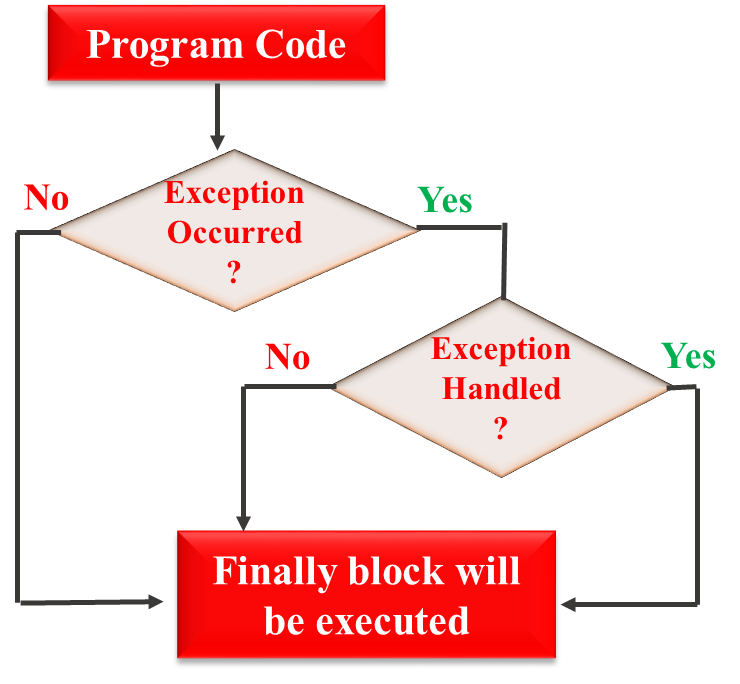 Program Code
No
Exception
Occurred
?
Yes
No
Exception
Handled
?
Yes
Finally block will
be executed